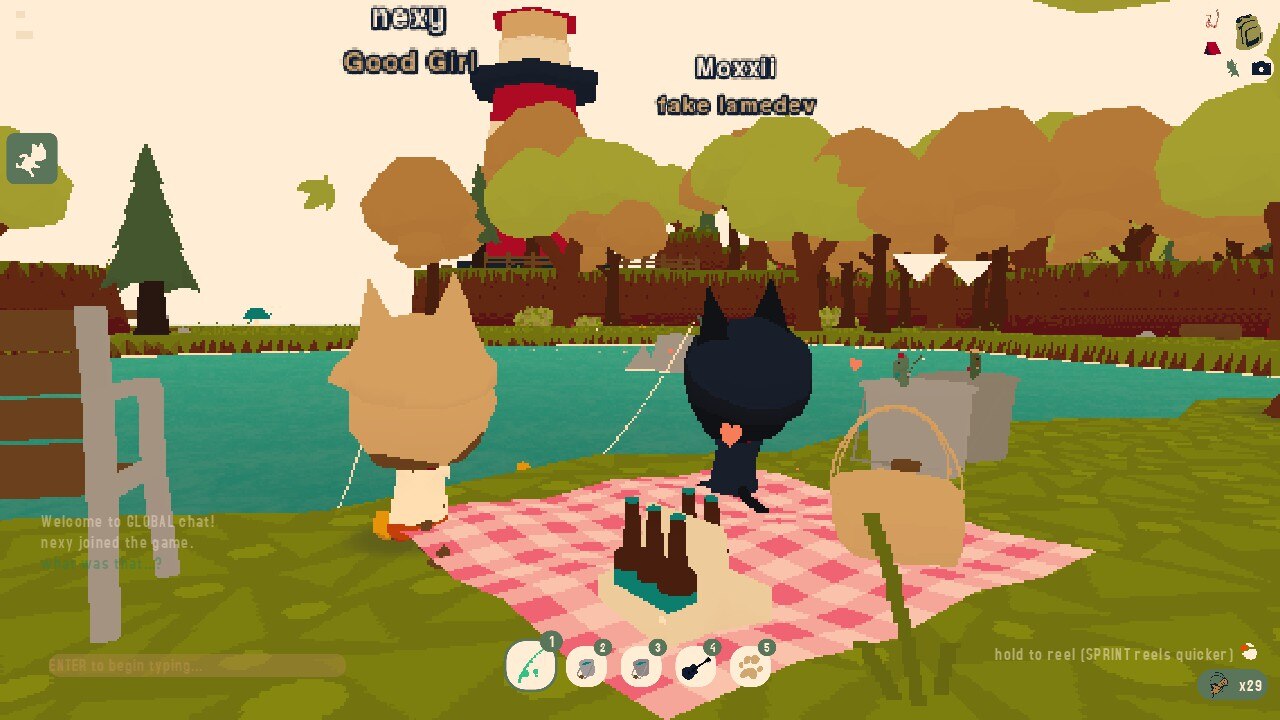 nexy
Good Girl
Moxxii
fake lamedev
Welcome to GLOBAL chat!
nexy joined the game.
What was that...?
ENTER to begin typing...
1
2
3
4
5
hold to reel (SPRINT reels quicker)
x29